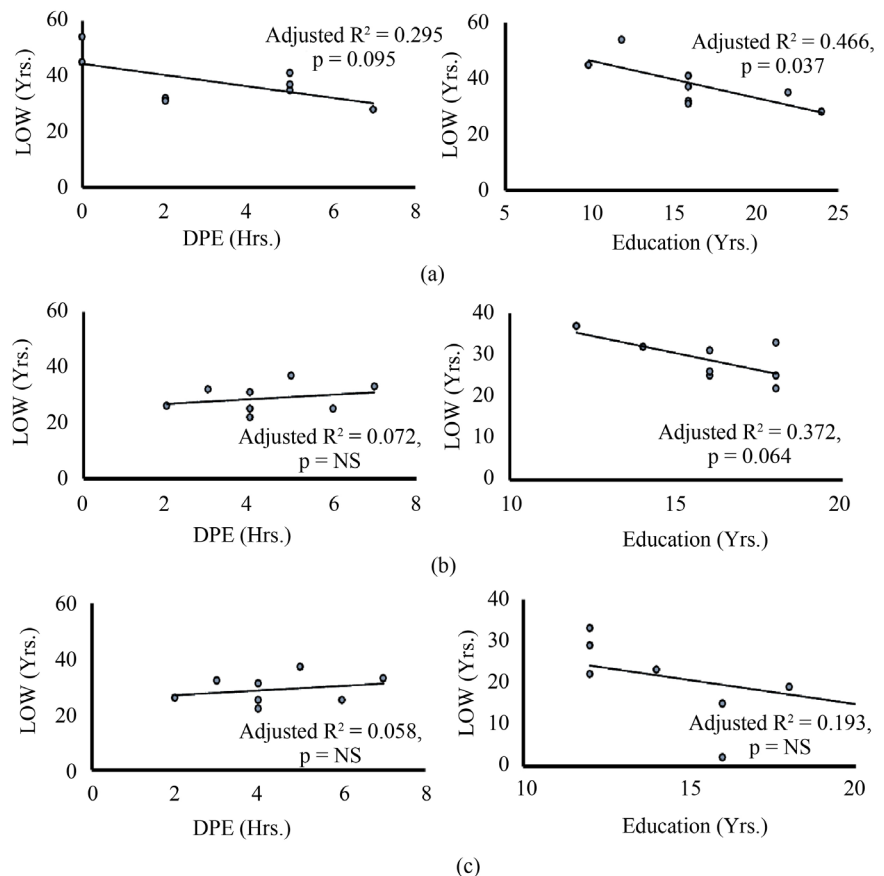 60
40
20
0
LOW (Yrs.)
Adjusted R² = 0.295
p = 0.095
0 2 4 6 8
DPE (Hrs.)
60
40
20
0
LOW (Yrs.)
Adjusted R² = 0.466,
p = 0.037
5 10 15 20 25
Education (Yrs.)
(a)
60
40
20
0
LOW (Yrs.)
Adjusted R² = 0.072,
p = NS
0 2 4 6 8
DPE (Hrs.)
40
30
20
10
0
LOW (Yrs.)
Adjusted R² = 0.372,
p = 0.064
10 15 20
Education (Yrs.)
(b)
60
40
20
0
LOW (Yrs.)
Adjusted R² = 0.058,
p = NS
0 2 4 6 8
DPE (Hrs.)
40
30
20
10
0
LOW (Yrs.)
Adjusted R² = 0.193,
p = NS
10 15 20
Education (Yrs.)
(c)